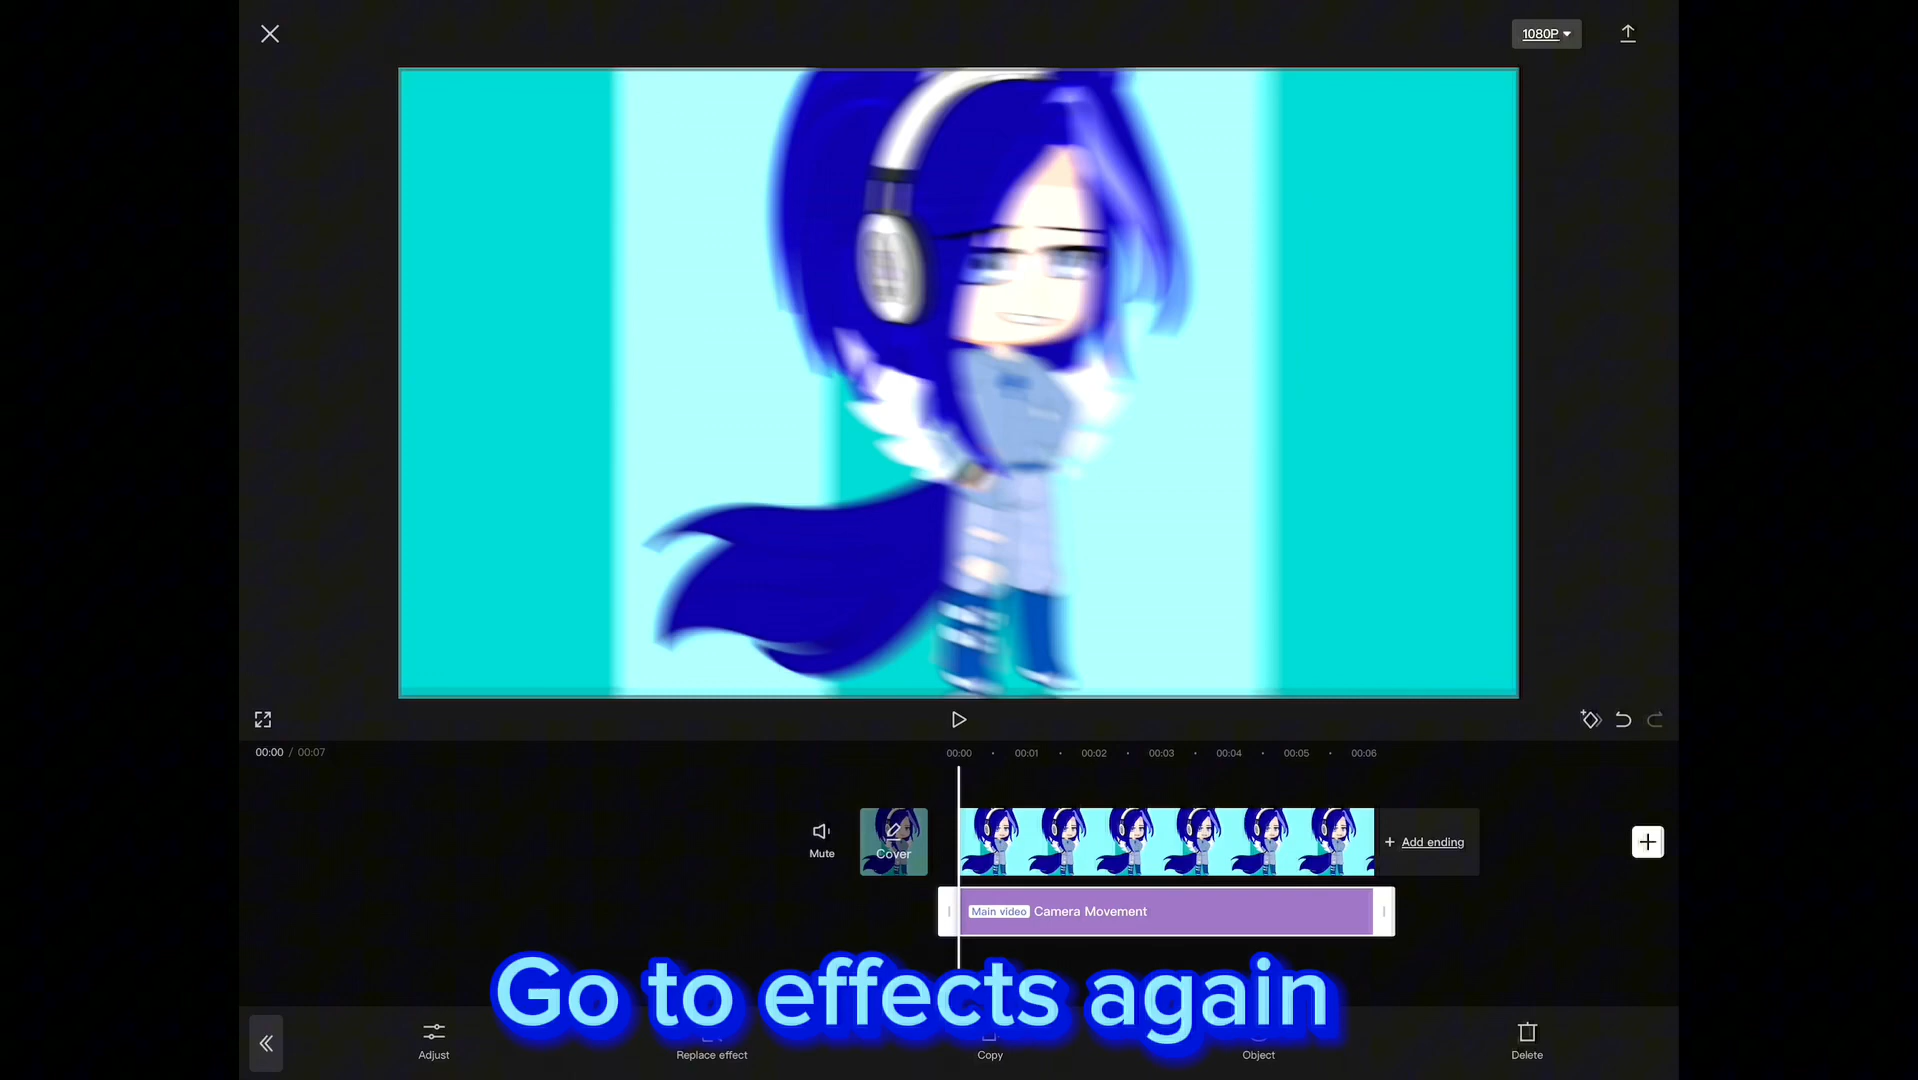 1080P
00:00 / 00:07
00:00 00:01 00:02 00:03 00:04 00:05 00:06
Mute
Cover
+ Add ending
Main video Camera Movement
Go to effects again
Adjust
Replace effect
Copy
Object
Delete